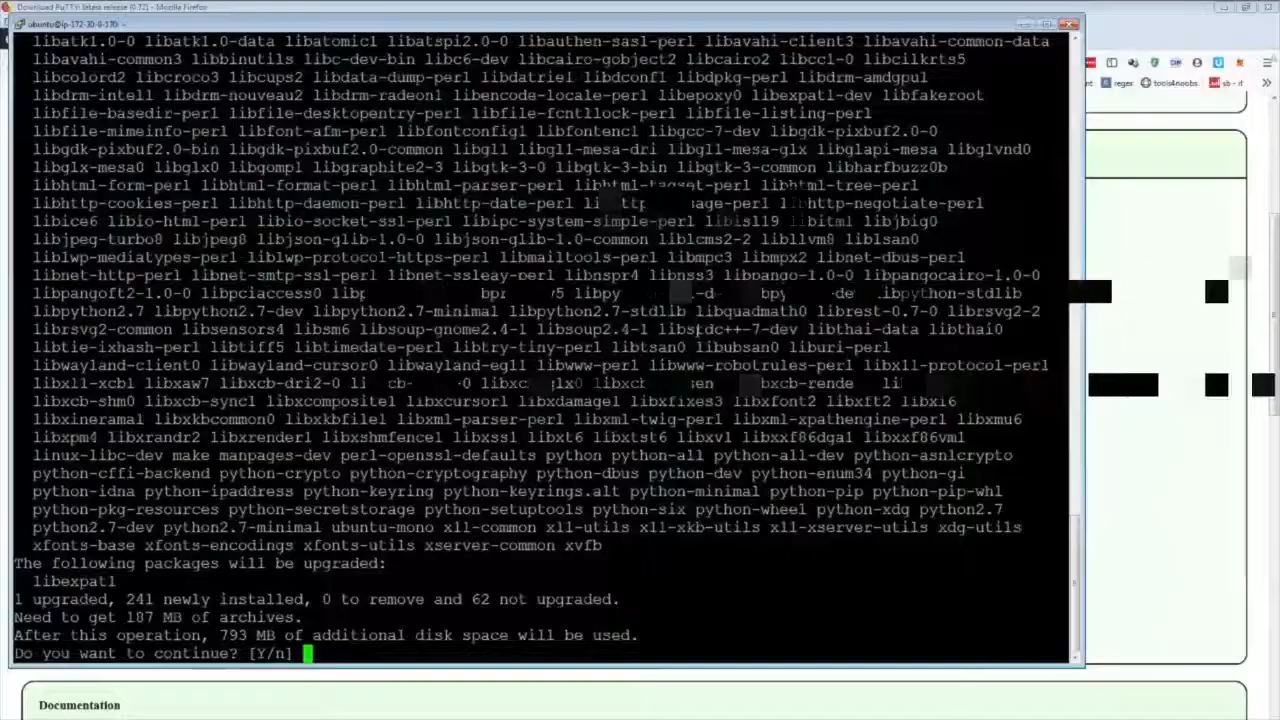 Download PuTTY: latest release (0.72) - Mozilla Firefox
ubuntu@ip-172-30-0-170: ~
libatk1.0-0 libatk1.0-data libatomic1 libatspi2.0-0 libauthen-sasl-perl libavahi-client3 libavahi-common-data
libavahi-common3 libbinutils libc-dev-bin libc6-dev libcairo-gobject2 libcairo2 libcc1-0 libcilkrts5
libcolord2 libcroco3 libcups2 libdata-dump-perl libdatrie1 libdconf1 libdpkg-perl libdrm-amdgpu1
libdrm-intel1 libdrm-nouveau2 libdrm-radeon1 libencode-locale-perl libepoxy0 libexpat1-dev libfakeroot
libfile-basedir-perl libfile-desktopentry-perl libfile-fcntllock-perl libfile-listing-perl
libfile-mimeinfo-perl libfont-afm-perl libfontconfig1 libfontenc1 libgcc-7-dev libgdk-pixbuf2.0-0
libgdk-pixbuf2.0-bin libgdk-pixbuf2.0-common libgl1 libgl1-mesa-dri libgl1-mesa-glx libglapi-mesa libglvnd0
libglx-mesa0 libglx0 libgomp1 libgraphite2-3 libgtk-3-0 libgtk-3-bin libgtk-3-common libharfbuzz0b
libhtml-form-perl libhtml-format-perl libhtml-parser-perl libhtml-tagset-perl libhtml-tree-perl
libhttp-cookies-perl libhttp-daemon-perl libhttp-date-perl libhttp-negotiate-perl
libice6 libio-html-perl libio-socket-ssl-perl libipc-system-simple-perl libisl19 libitm1 libjbig0
libjpeg-turbo8 libjpeg8 libjson-glib-1.0-0 libjson-glib-1.0-common liblcms2-2 libllvm8 liblsan0
liblwp-mediatypes-perl liblwp-protocol-https-perl libmailtools-perl libmpc3 libmpx2 libnet-dbus-perl
libnet-http-perl libnet-smtp-ssl-perl libnet-ssleay-perl libnspr4 libnss3 libpango-1.0-0 libpangocairo-1.0-0
libpangoft2-1.0-0 libpciaccess0 libpython-stdlib
libpython2.7 libpython2.7-dev libpython2.7-minimal libpython2.7-stdlib libquadmath0 librest-0.7-0 librsvg2-2
librsvg2-common libsensors4 libsm6 libsoup-gnome2.4-1 libsoup2.4-1 libstdc++-7-dev libthai-data libthai0
libtie-ixhash-perl libtiff5 libtimedate-perl libtry-tiny-perl libtsan0 libubsan0 liburi-perl
libwayland-client0 libwayland-cursor0 libwayland-egl1 libwww-perl libwww-robotrules-perl libx11-protocol-perl
libx11-xcb1 libxaw7 libxcb-dri2-0
libxcb-shm0 libxcb-sync1 libxcomposite1 libxcursor1 libxdamage1 libxfixes3 libxfont2 libxft2 libxi6
libxinerama1 libxkbcommon0 libxkbfile1 libxml-parser-perl libxml-twig-perl libxml-xpathengine-perl libxmu6
libxpm4 libxrandr2 libxrender1 libxshmfence1 libxss1 libxt6 libxtst6 libxv1 libxxf86dga1 libxxf86vm1
linux-libc-dev make manpages-dev perl-openssl-defaults python python-all python-all-dev python-asn1crypto
python-cffi-backend python-crypto python-cryptography python-dbus python-dev python-enum34 python-gi
python-idna python-ipaddress python-keyring python-keyrings.alt python-minimal python-pip python-pip-whl
python-pkg-resources python-secretstorage python-setuptools python-six python-wheel python-xdg python2.7
python2.7-dev python2.7-minimal ubuntu-mono x11-common x11-utils x11-xkb-utils x11-xserver-utils xdg-utils
xfonts-base xfonts-encodings xfonts-utils xserver-common xvfb
The following packages will be upgraded:
libexpat1
1 upgraded, 241 newly installed, 0 to remove and 62 not upgraded.
Need to get 187 MB of archives.
After this operation, 793 MB of additional disk space will be used.
Do you want to continue? [Y/n]
reger tools4noobs
Documentation